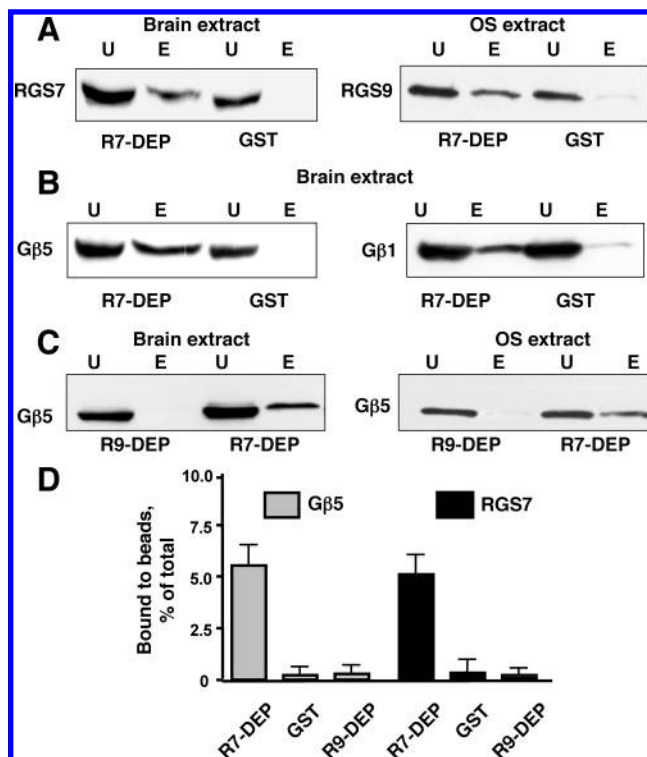 A
Brain extract
OS extract
U E U E
U E U E
RGS7
RGS9
R7-DEP GST
R7-DEP GST
B
Brain extract
U E U E
U E U E
Gβ5
Gβ1
R7-DEP GST
R7-DEP GST
C
Brain extract
OS extract
U E U E
U E U E
Gβ5
Gβ5
R9-DEP R7-DEP
R9-DEP R7-DEP
D
10.0
7.5
5.0
2.5
0
Bound to beads,
% of total
Gβ5
RGS7
R7-DEP
GST
R9-DEP
R7-DEP
GST
R9-DEP